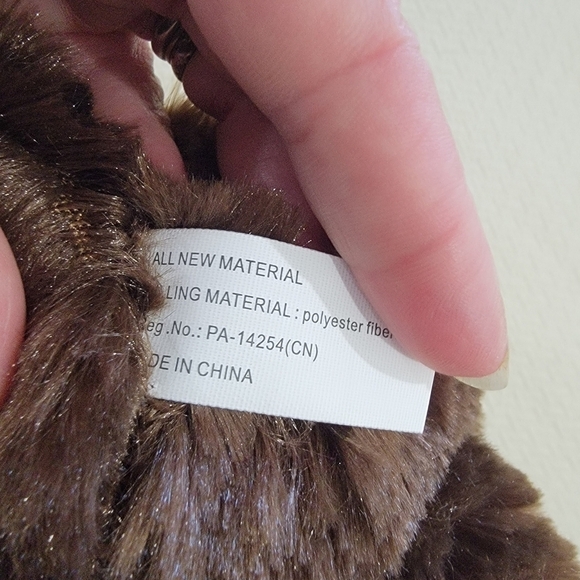 ALL NEW MATERIAL
LING MATERIAL : polyester fiber
eg.No.: PA-14254(CN)
DE IN CHINA